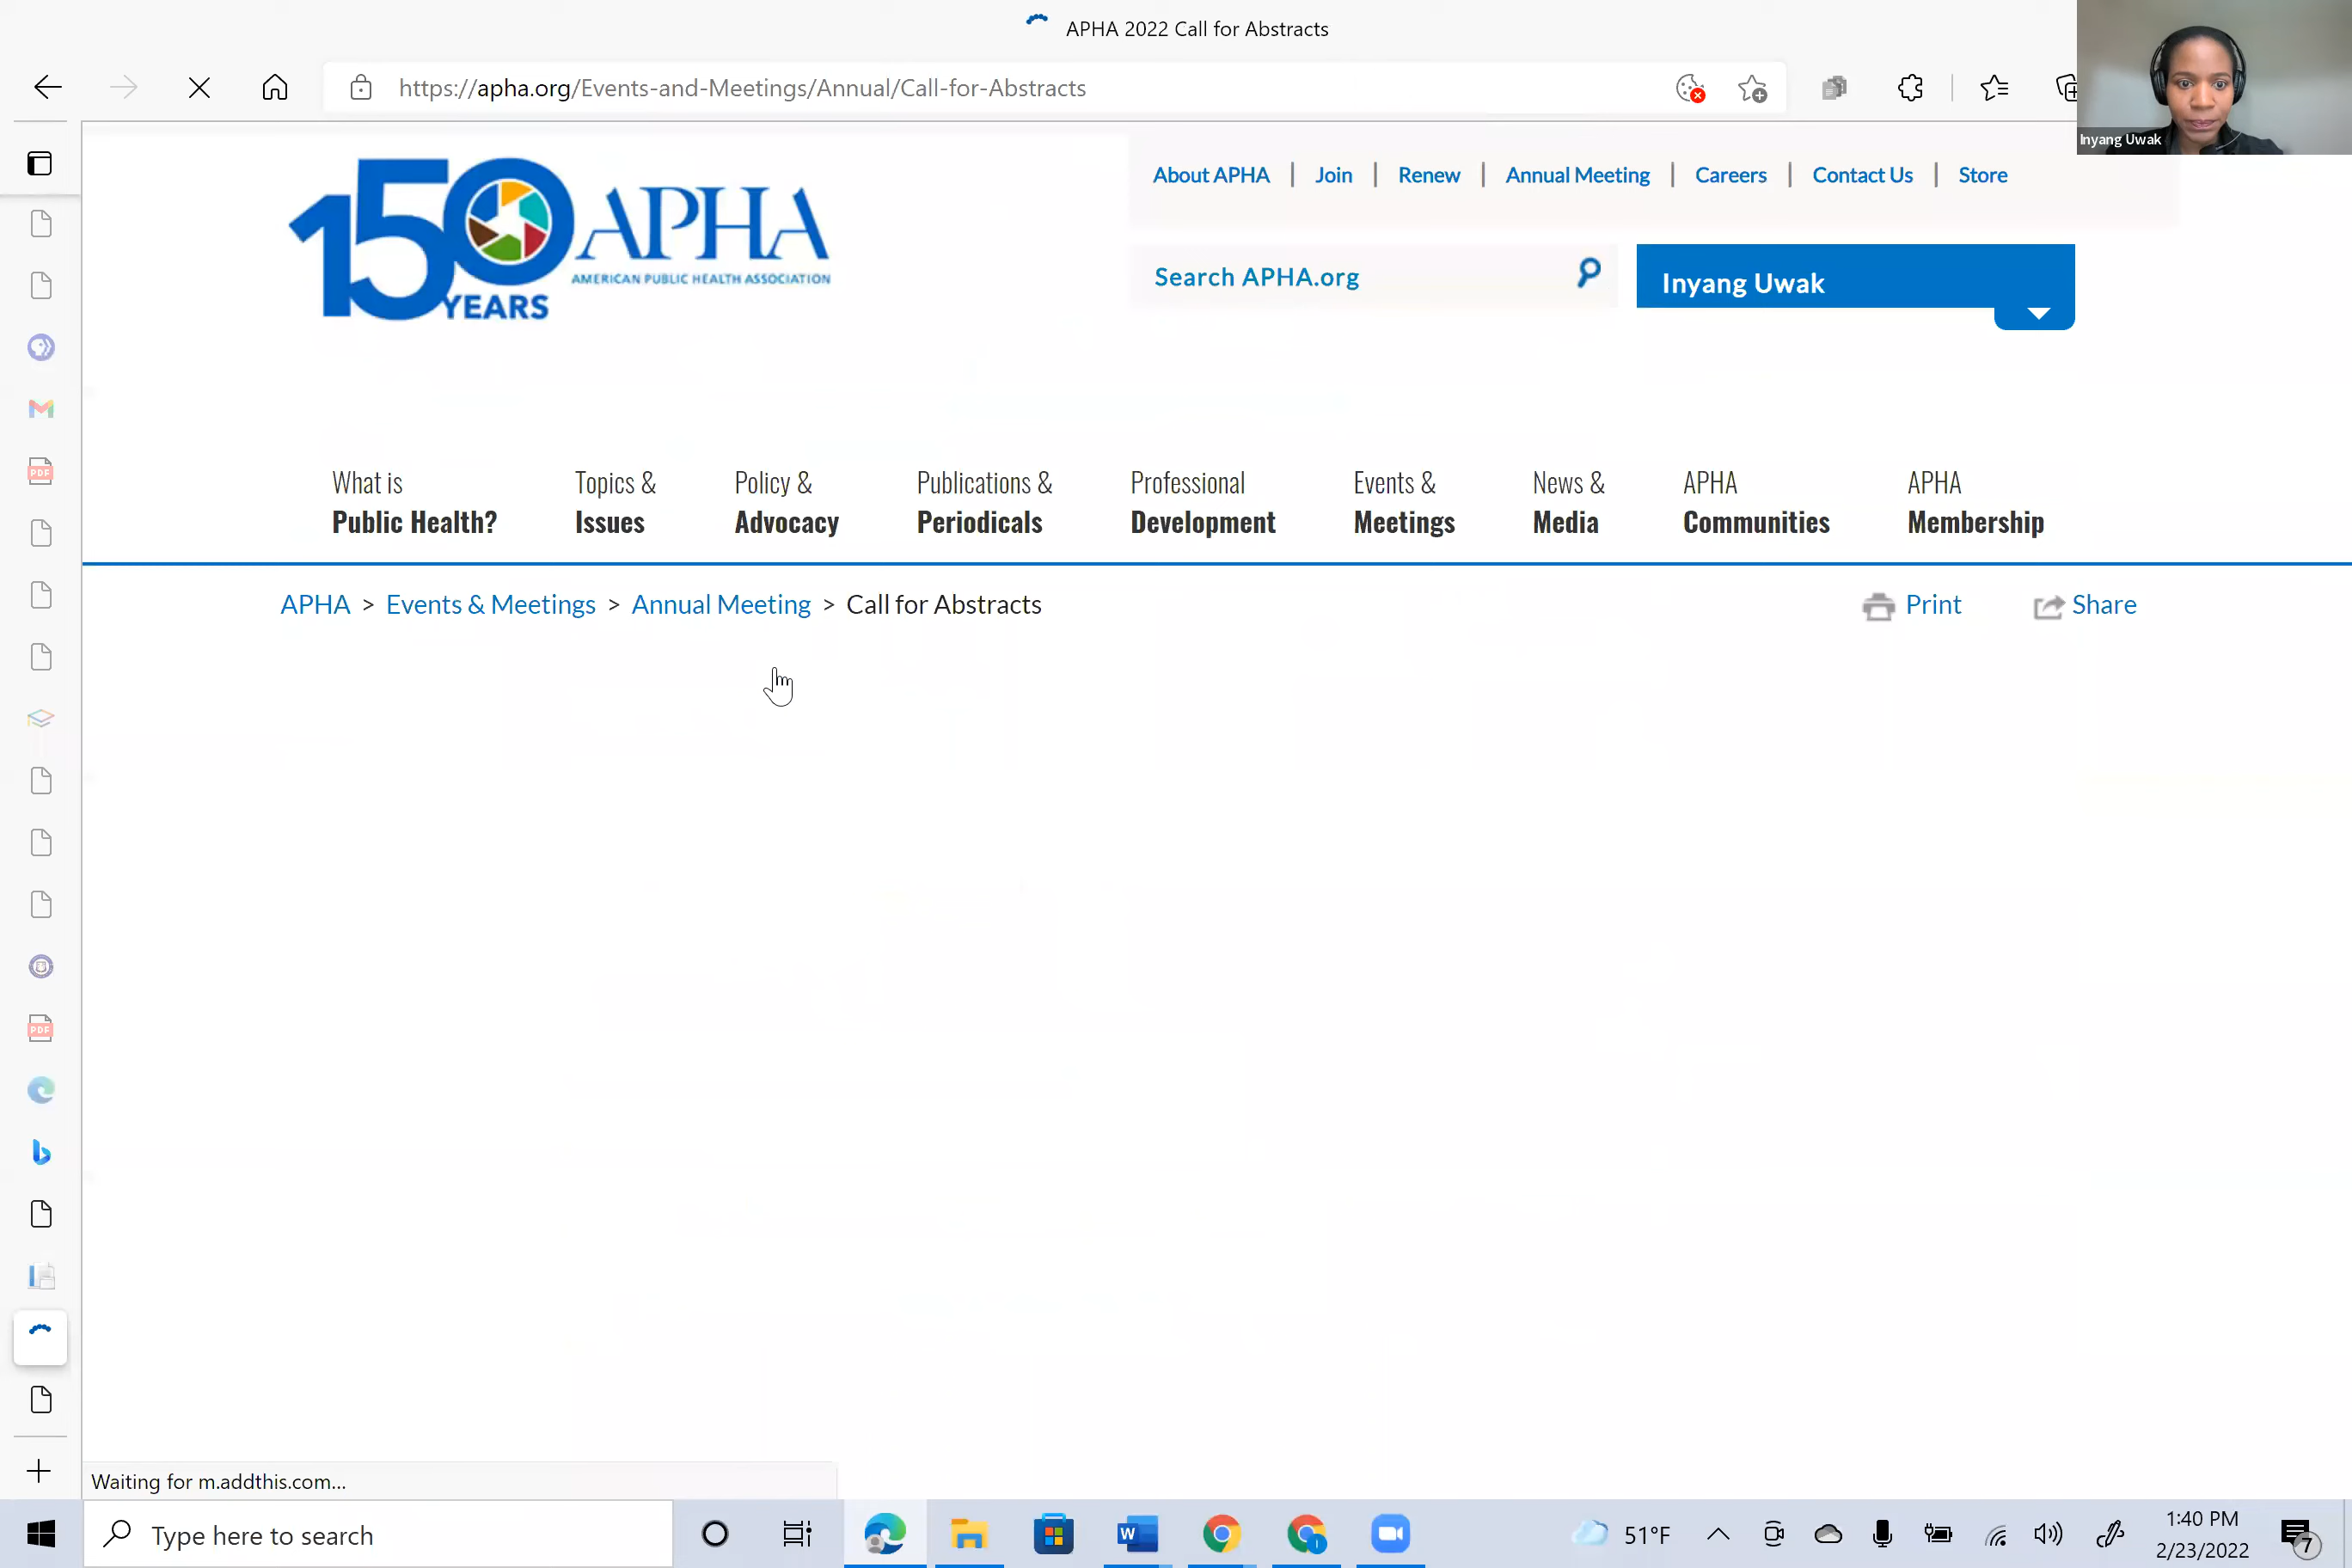 APHA 2022 Call for Abstracts
https://apha.org/Events-and-Meetings/Annual/Call-for-Abstracts
Inyang Uwak
150 YEARS
APHA
AMERICAN PUBLIC HEALTH ASSOCIATION
About APHA | Join | Renew | Annual Meeting | Careers | Contact Us | Store
Search APHA.org
Inyang Uwak
What is Public Health?
Topics & Issues
Policy & Advocacy
Publications & Periodicals
Professional Development
Events & Meetings
News & Media
APHA Communities
APHA Membership
APHA > Events & Meetings > Annual Meeting > Call for Abstracts
Print
Share
PDF
PDF
Waiting for m.addthis.com...
Type here to search
W
51°F
1:40 PM
2/23/2022
7